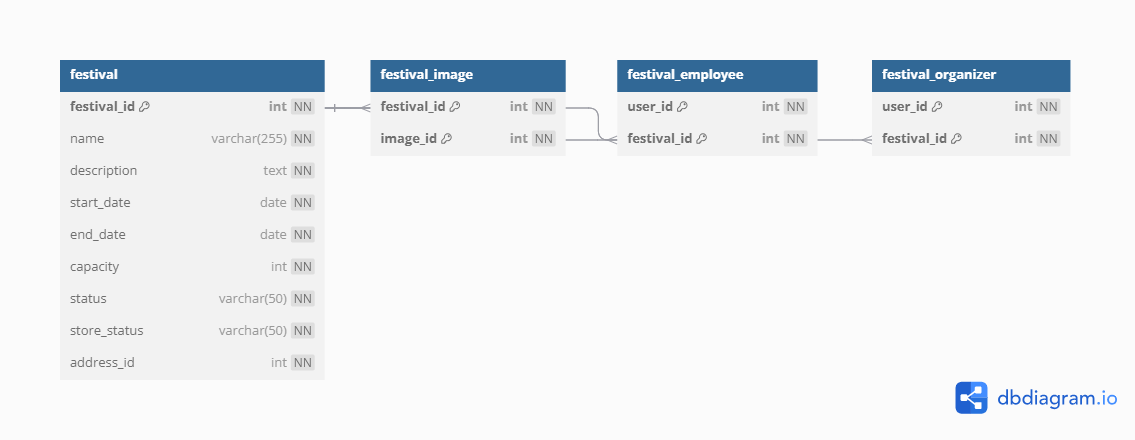 festival
festival_id int NN
name varchar(255) NN
description text NN
start_date date NN
end_date date NN
capacity int NN
status varchar(50) NN
store_status varchar(50) NN
address_id int NN
festival_image
festival_id int NN
image_id int NN
festival_employee
user_id int NN
festival_id int NN
festival_organizer
user_id int NN
festival_id int NN
dbdiagram.io